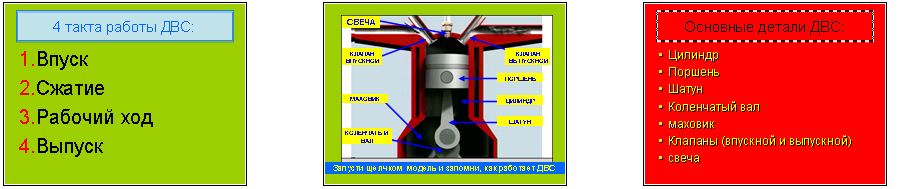 4 такта работы ДВС:
1.Впуск
2.Сжатие
3.Рабочий ход
4.Выпуск
СВЕЧА
КЛАПАН
ВПУСКНОЙ
КЛАПАН
ВЫПУСКНОЙ
ПОРШЕНЬ
МАХОВИК
ЦИЛИНДР
ШАТУН
КОЛЕНЧАТЫЙ
ВАЛ
Запусти щелчком модель и запомни, как работает ДВС
Основные детали ДВС:
• Цилиндр
• Поршень
• Шатун
• Коленчатый вал
• маховик
• Клапаны (впускной и выпускной)
• свеча